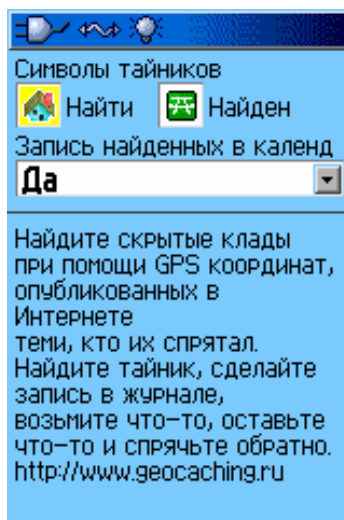 Символы тайников
Найти Найден
Запись найденных в календ
Да
Найдите скрытые клады
при помощи GPS координат,
опубликованных в
Интернете
теми, кто их спрятал.
Найдите тайник, сделайте
запись в журнале,
возьмите что-то, оставьте
что-то и спрячьте обратно.
http://www.geocaching.ru